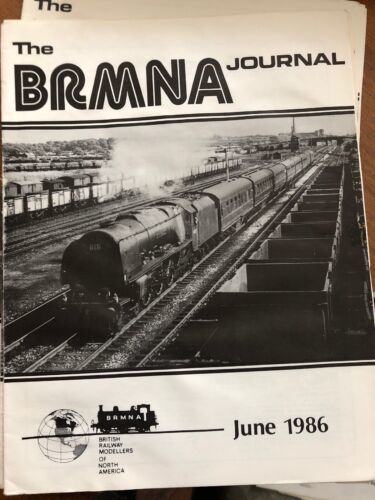 The
The
BRMNA JOURNAL
BRMNA
BRITISH
RAILWAY
MODELLERS
OF
NORTH
AMERICA
June 1986